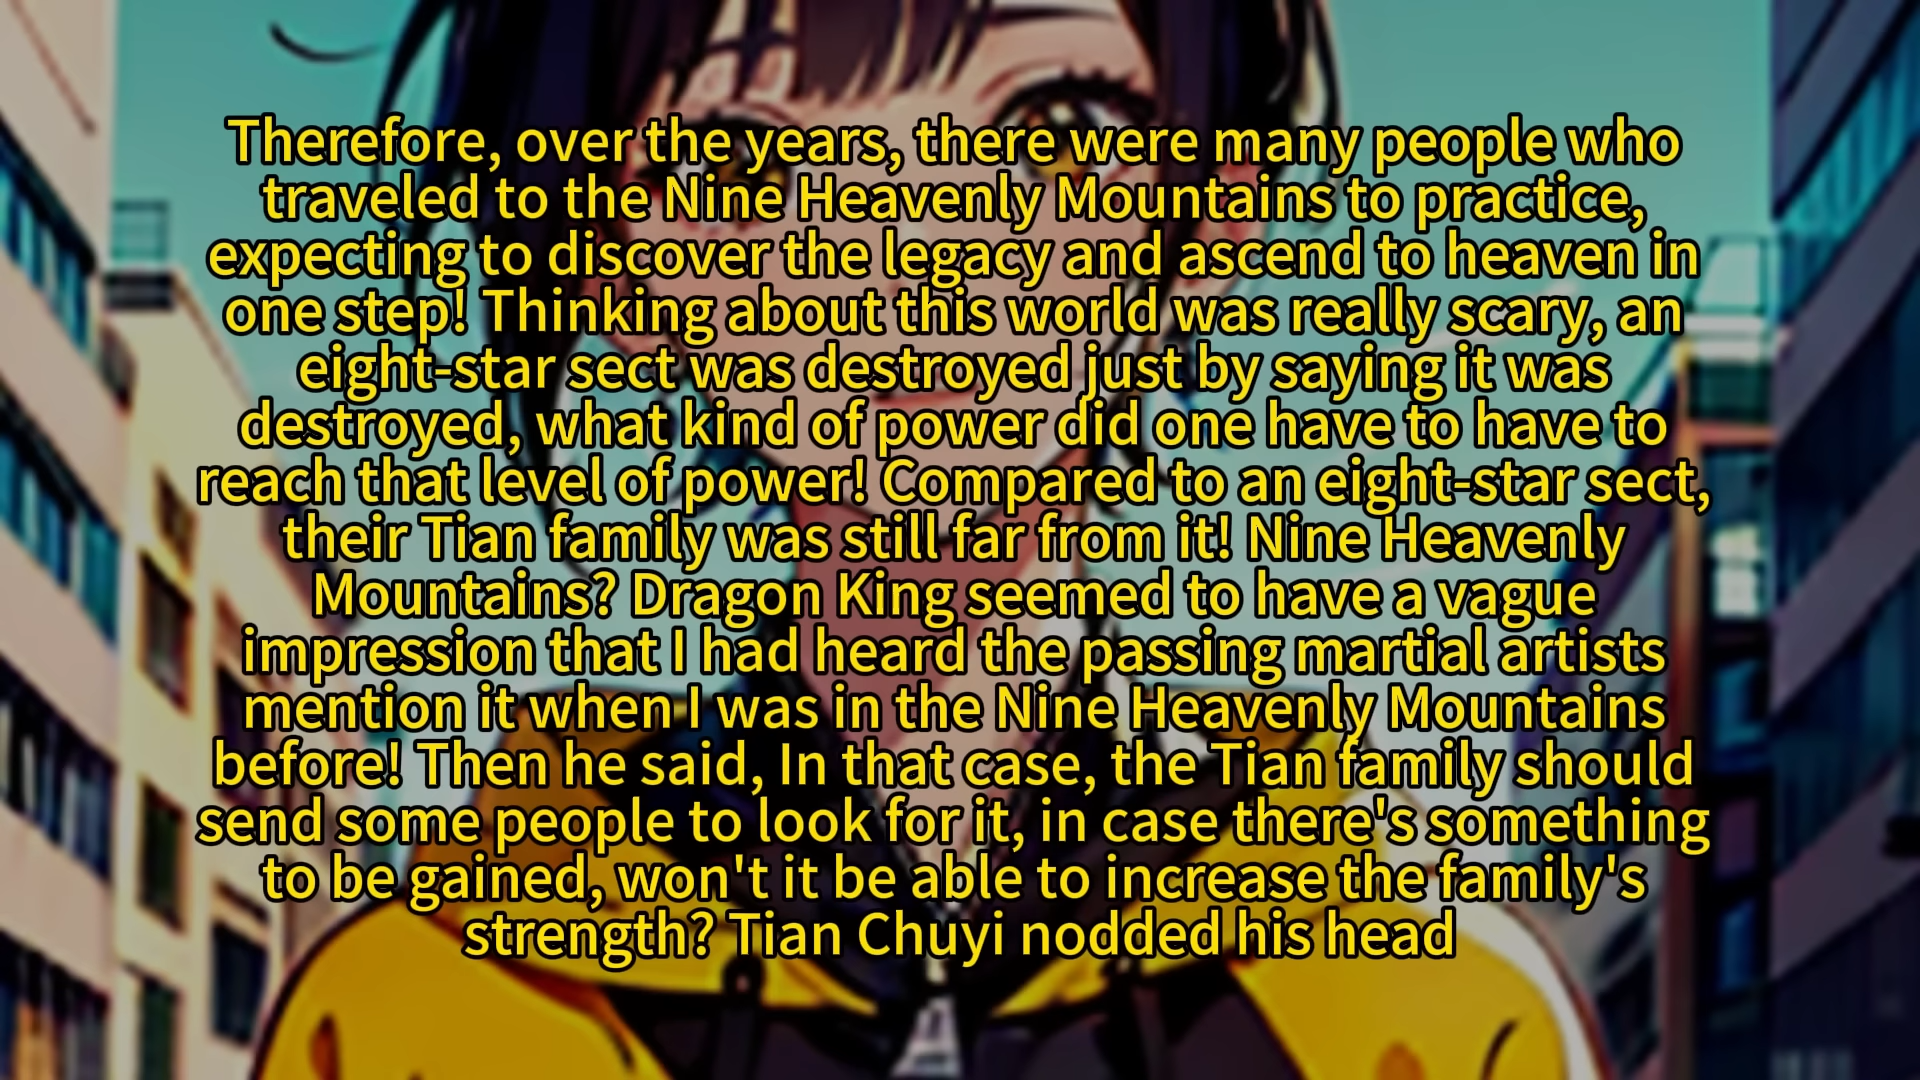 Therefore, over the years, there were many people who
traveled to the Nine Heavenly Mountains to practice,
expecting to discover the legacy and ascend to heaven in
one step! Thinking about this world was really scary, an
eight-star sect was destroyed just by saying it was
destroyed, what kind of power did one have to have to
reach that level of power! Compared to an eight-star sect,
their Tian family was still far from it! Nine Heavenly
Mountains? Dragon King seemed to have a vague
impression that I had heard the passing martial artists
mention it when I was in the Nine Heavenly Mountains
before! Then he said, In that case, the Tian family should
send some people to look for it, in case there's something
to be gained, won't it be able to increase the family's
strength? Tian Chuyi nodded his head